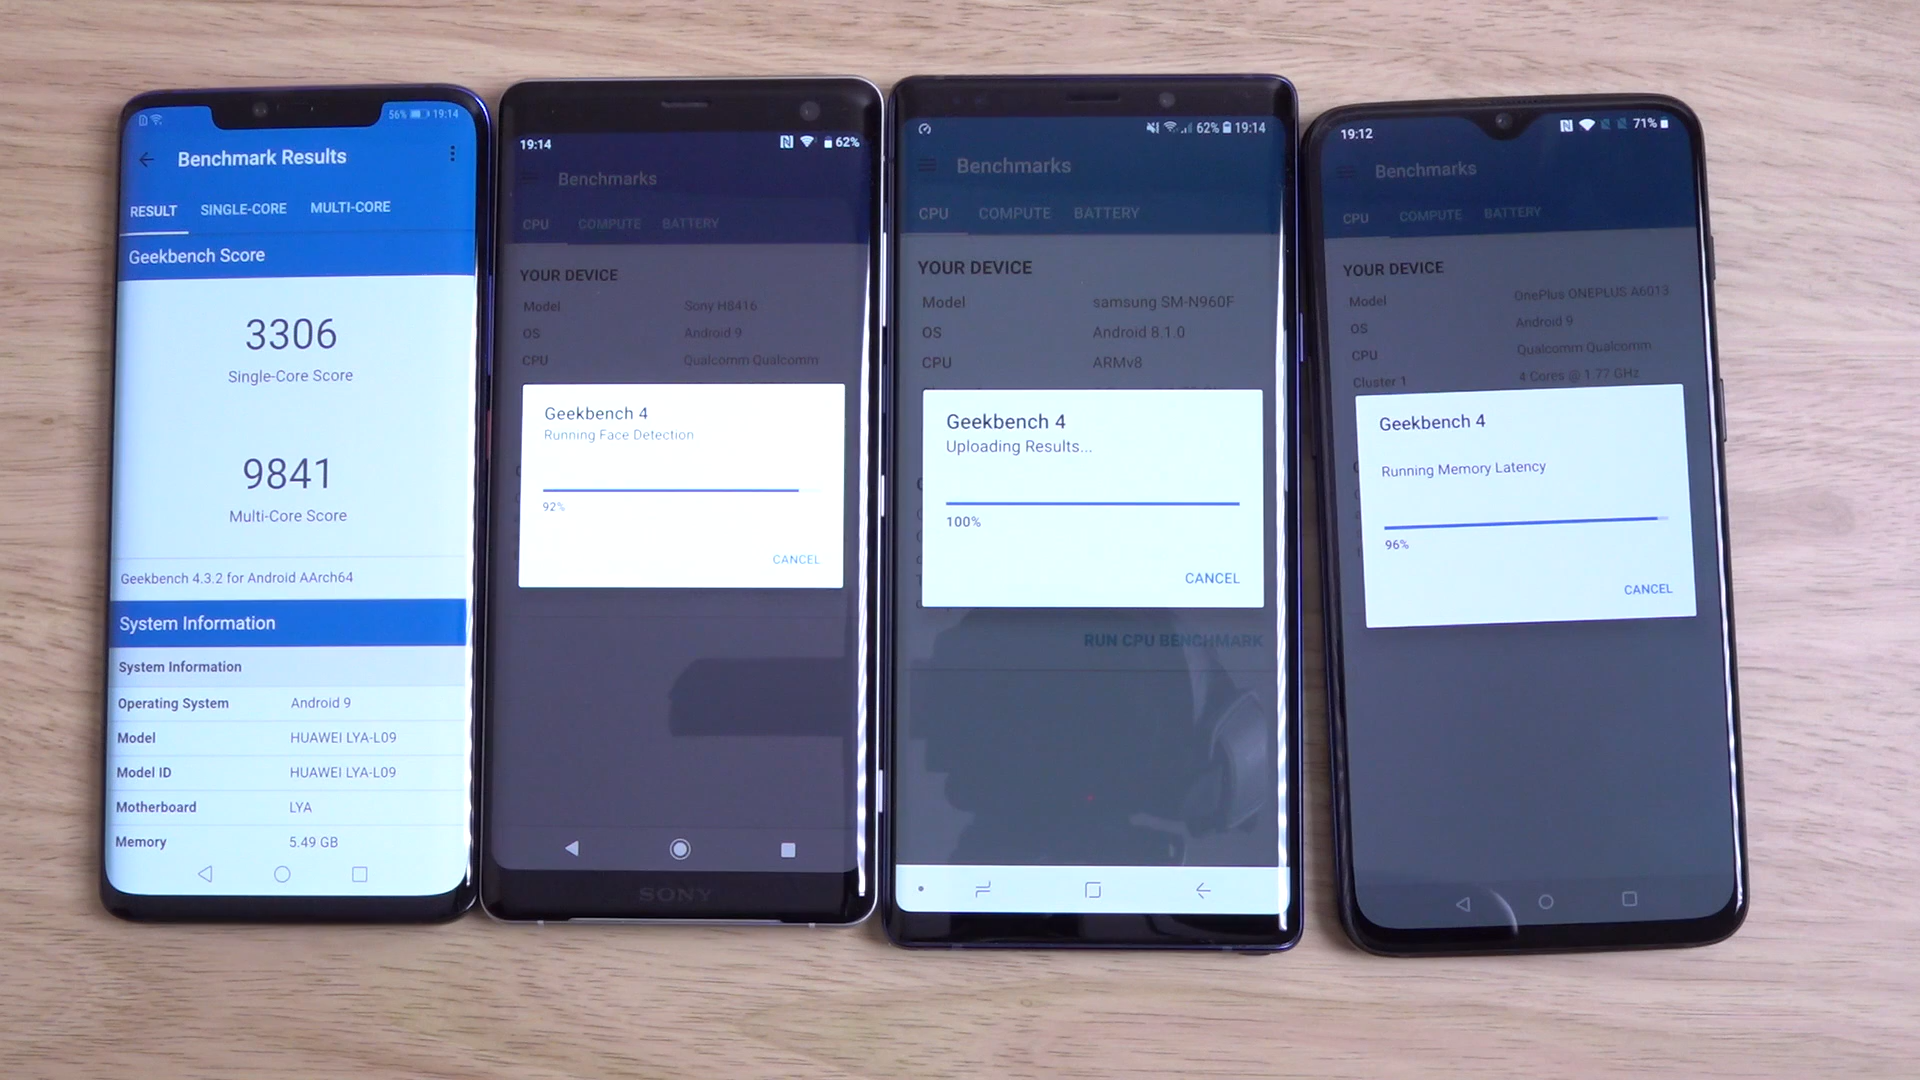 56% 19:14
Benchmark Results
RESULT SINGLE-CORE MULTI-CORE
Geekbench Score
3306
Single-Core Score
9841
Multi-Core Score
Geekbench 4.3.2 for Android AArch64
System Information
System Information
Operating System Android 9
Model HUAWEI LYA-L09
Model ID HUAWEI LYA-L09
Motherboard LYA
Memory 5.49 GB
19:14 62%
Benchmarks
CPU COMPUTE BATTERY
YOUR DEVICE
Model Sony H8416
OS Android 9
CPU Qualcomm Qualcomm
Geekbench 4
Running Face Detection
92%
CANCEL
SONY
62% 19:14
Benchmarks
CPU COMPUTE BATTERY
YOUR DEVICE
Model samsung SM-N960F
OS Android 8.1.0
CPU ARMv8
Geekbench 4
Uploading Results...
100%
CANCEL
RUN CPU BENCHMARK
19:12 71%
Benchmarks
CPU COMPUTE BATTERY
YOUR DEVICE
Model OnePlus ONEPLUS A6013
OS Android 9
CPU Qualcomm Qualcomm
Cluster 1 4 Cores @ 1.77 GHz
Geekbench 4
Running Memory Latency
96%
CANCEL